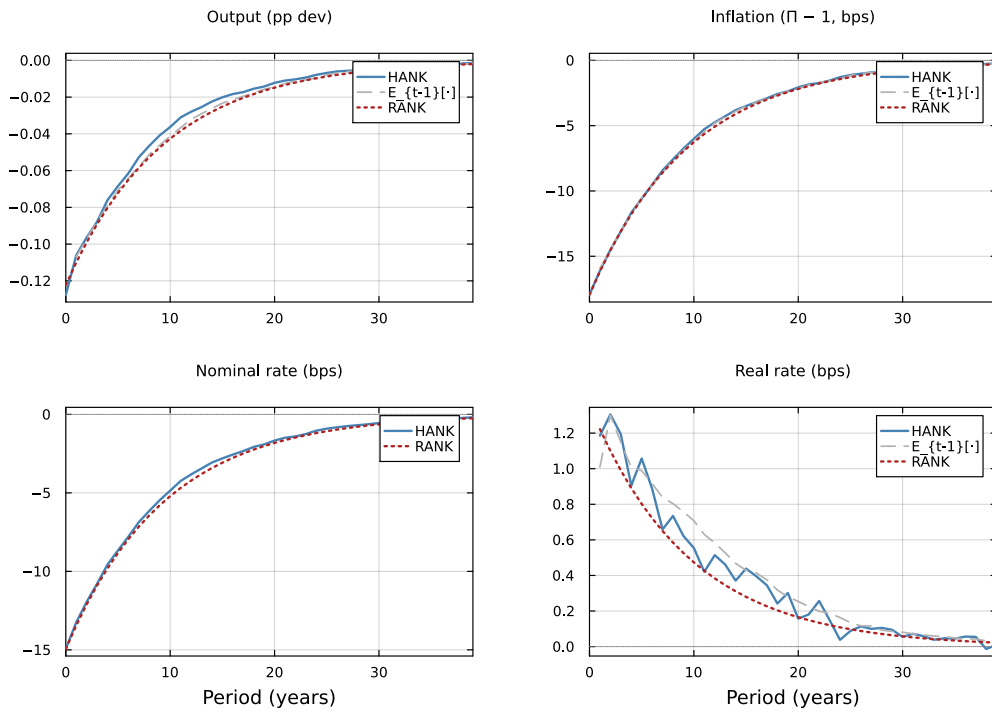 Output (pp dev)
0.00
−0.02
−0.04
−0.06
−0.08
−0.10
−0.12
0
10
20
30
HANK
E_{t-1}[·]
RANK
Inflation (Π − 1, bps)
0
−5
−10
−15
0
10
20
30
HANK
E_{t-1}[·]
RANK
Nominal rate (bps)
0
−5
−10
−15
0
10
20
30
HANK
RANK
Period (years)
Real rate (bps)
1.2
1.0
0.8
0.6
0.4
0.2
0.0
0
10
20
30
HANK
E_{t-1}[·]
RANK
Period (years)